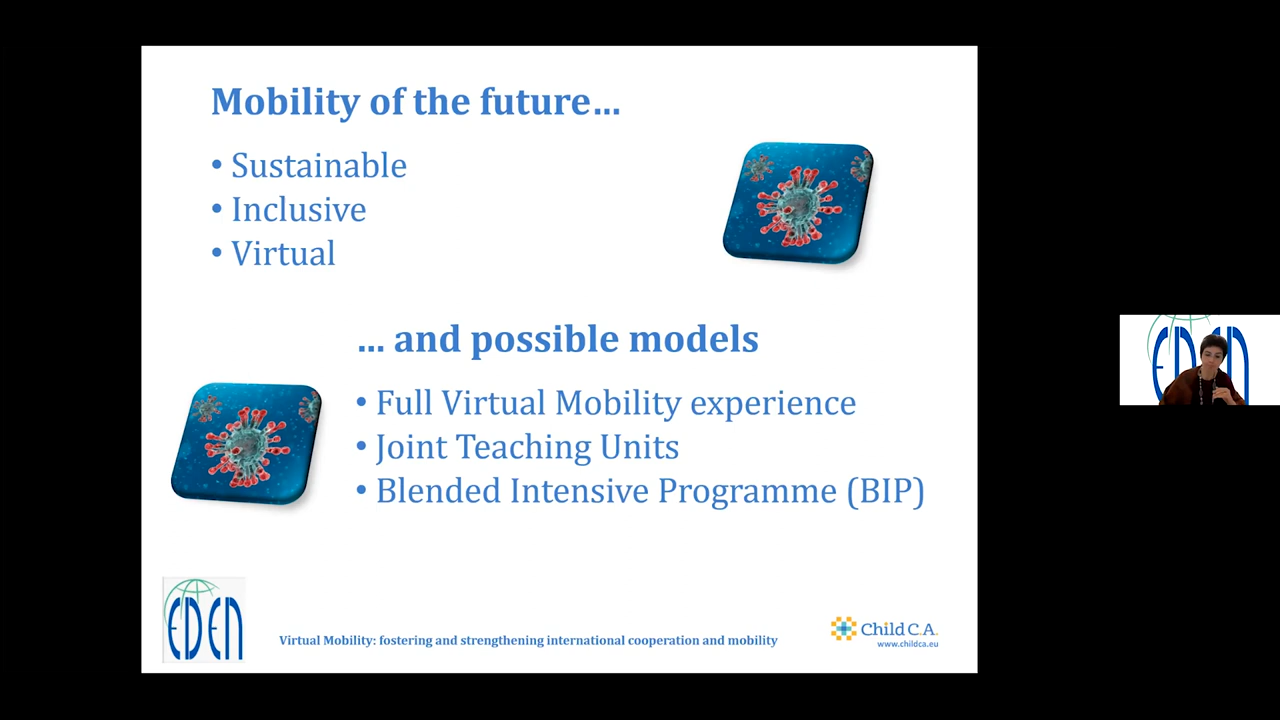 Mobility of the future...
• Sustainable
• Inclusive
• Virtual
... and possible models
• Full Virtual Mobility experience
• Joint Teaching Units
• Blended Intensive Programme (BIP)
EDEN
Virtual Mobility: fostering and strengthening international cooperation and mobility
Child C.A.
www.childca.eu
EDEN